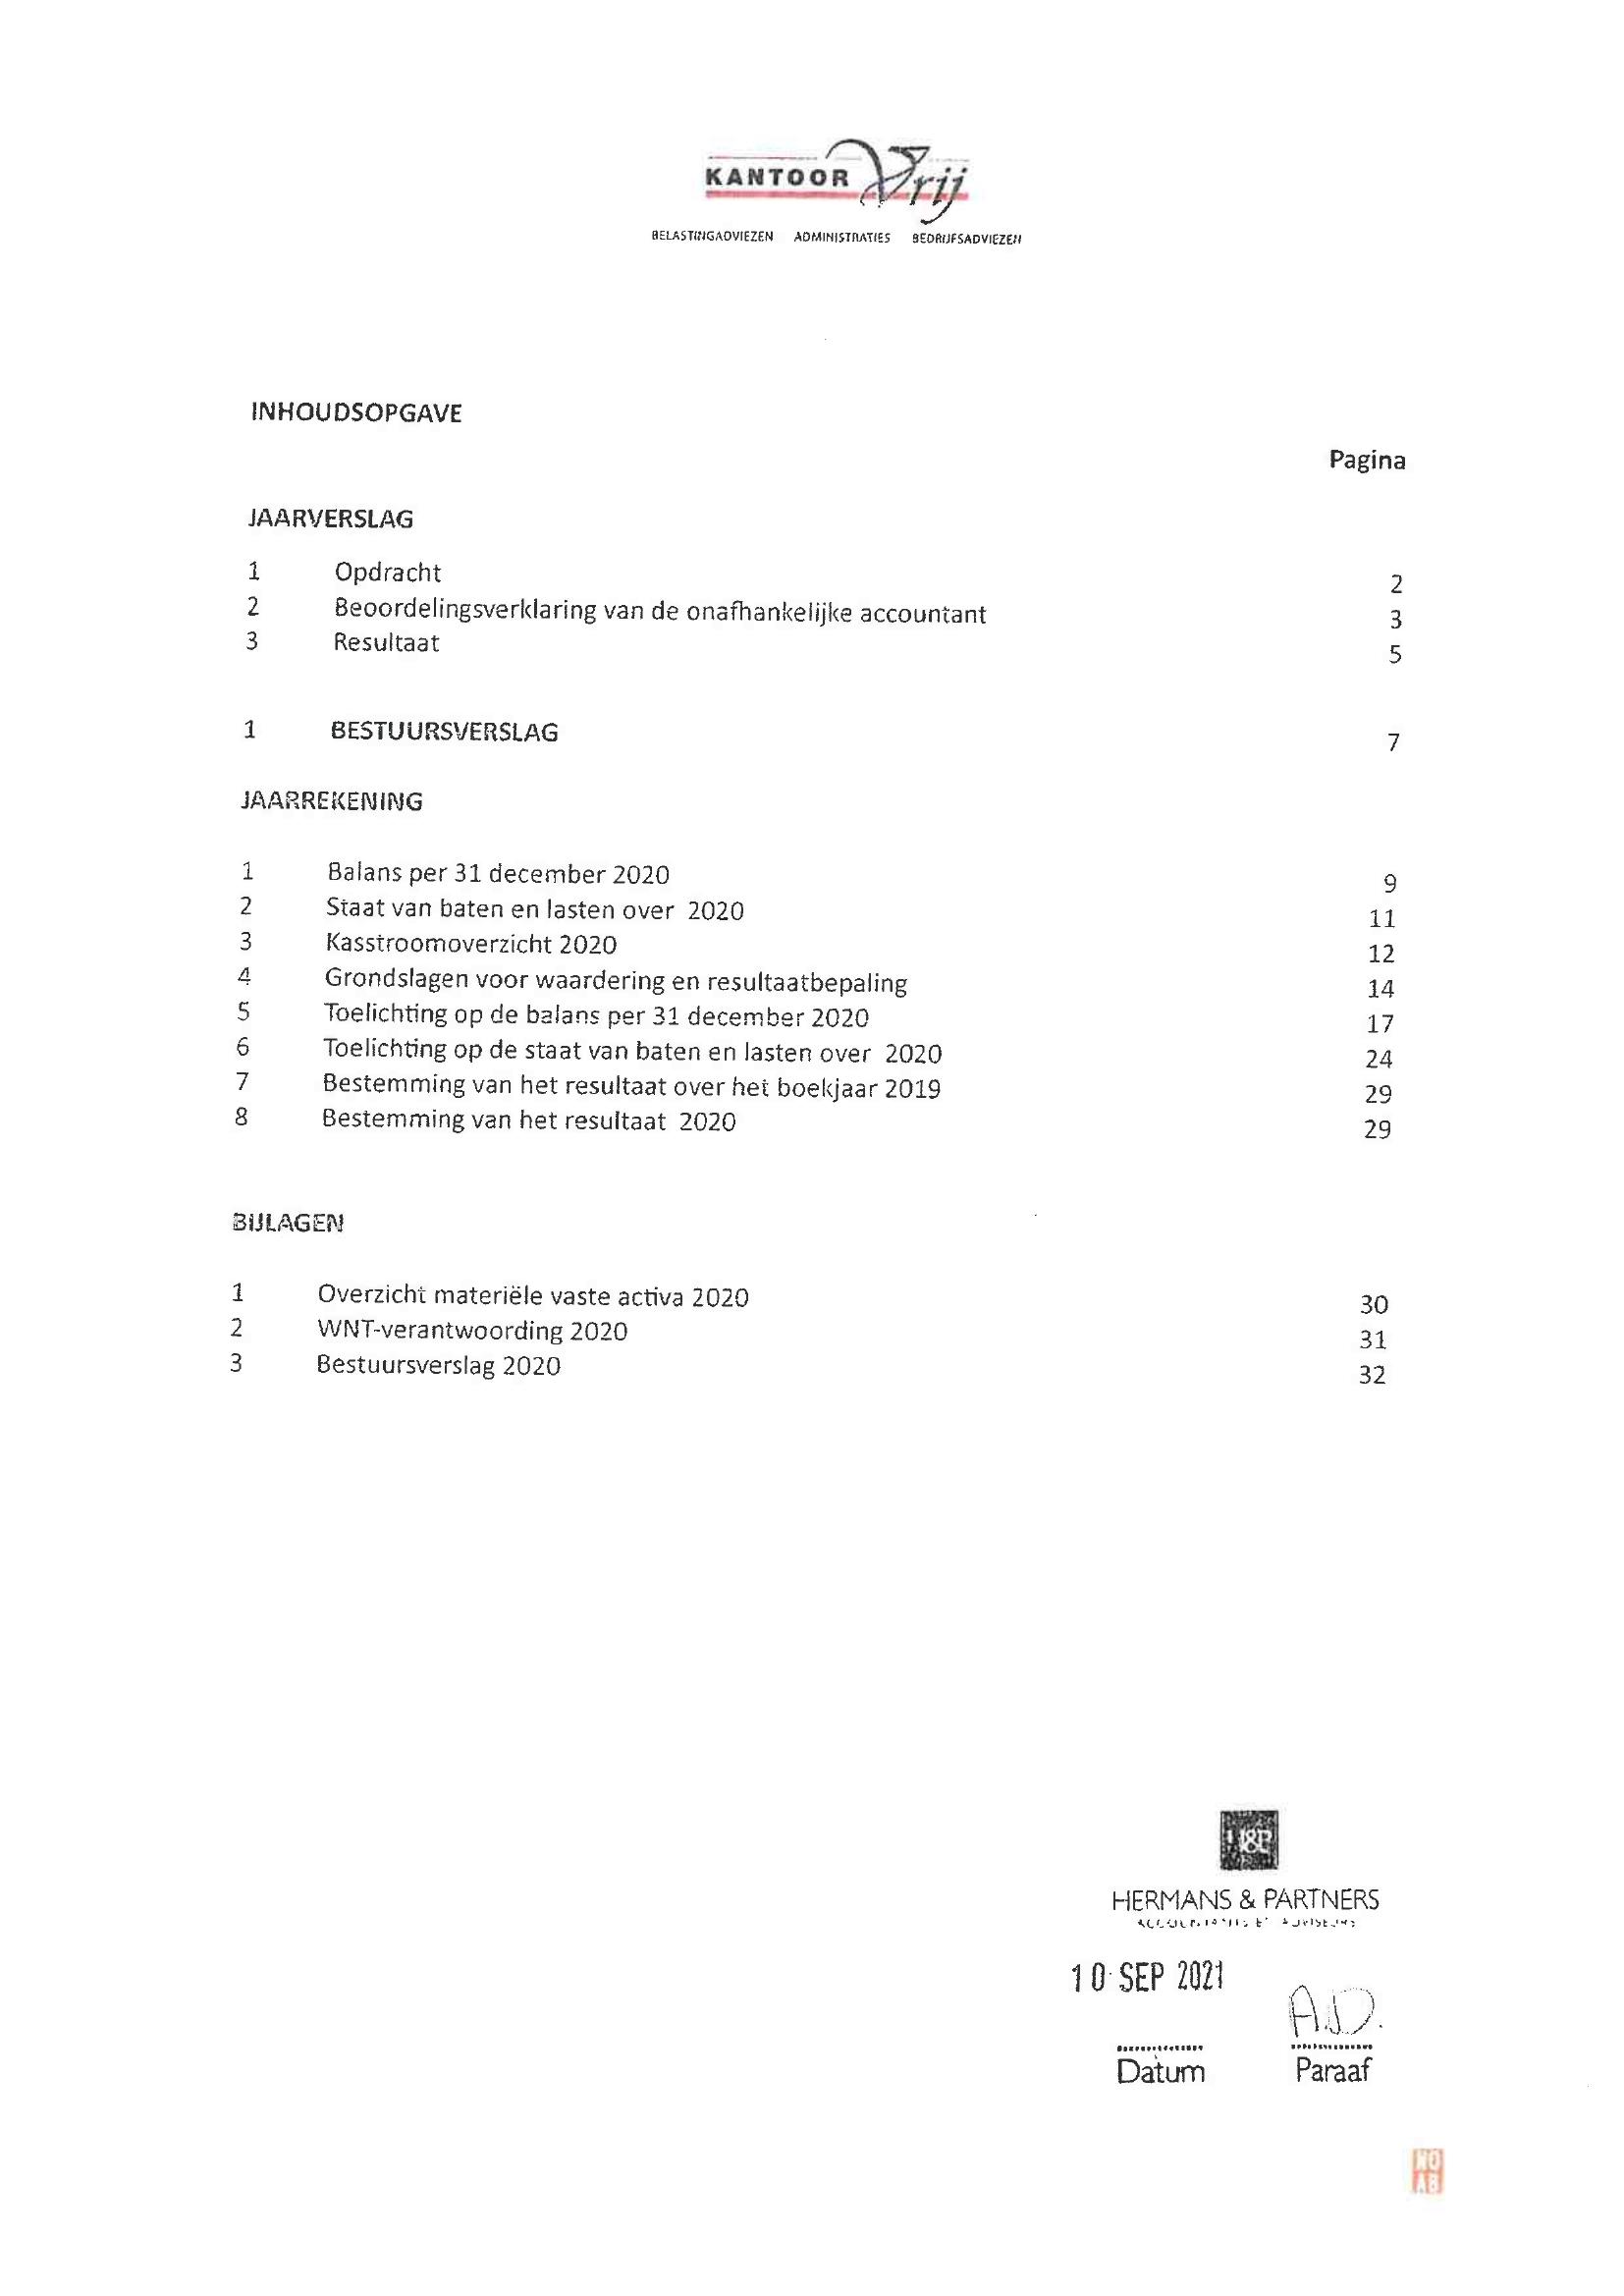 KANTOOR Vrij
BELASTINGADVIEZEN ADMINISTRATIES BEDRIJFSADVIEZEN
INHOUDSOPGAVE
Pagina
JAARVERSLAG
1 Opdracht 2
2 Beoordelingsverklaring van de onafhankelijke accountant 3
3 Resultaat 5
1 BESTUURSVERSLAG 7
JAARREKENING
1 Balans per 31 december 2020 9
2 Staat van baten en lasten over 2020 11
3 Kasstroomoverzicht 2020 12
4 Grondslagen voor waardering en resultaatbepaling 14
5 Toelichting op de balans per 31 december 2020 17
6 Toelichting op de staat van baten en lasten over 2020 24
7 Bestemming van het resultaat over het boekjaar 2019 29
8 Bestemming van het resultaat 2020 29
BIJLAGEN
1 Overzicht materiële vaste activa 2020 30
2 WNT-verantwoording 2020 31
3 Bestuursverslag 2020 32
H&P
HERMANS & PARTNERS
ACCOUNTANTS ET ADVISEURS
10 SEP 2021
A.D.
Datum Paraaf
NO
AB